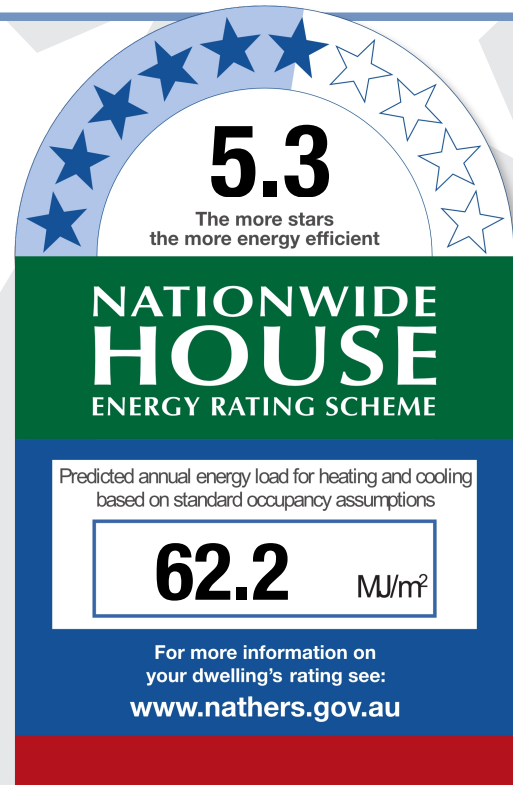 5.3
The more stars
the more energy efficient
NATIONWIDE
HOUSE
ENERGY RATING SCHEME
Predicted annual energy load for heating and cooling
based on standard occupancy assumptions
62.2 MJ/m²
For more information on
your dwelling's rating see:
www.nathers.gov.au